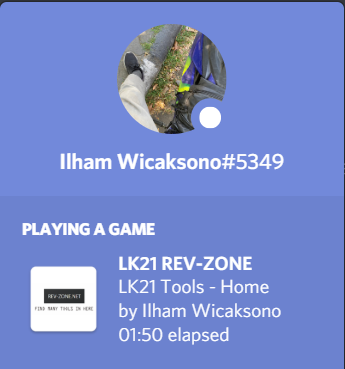 Ilham Wicaksono#5349
PLAYING A GAME
REV-ZONE.NET
FIND MANY TOOLS IN HERE
LK21 REV-ZONE
LK21 Tools - Home
by Ilham Wicaksono
01:50 elapsed